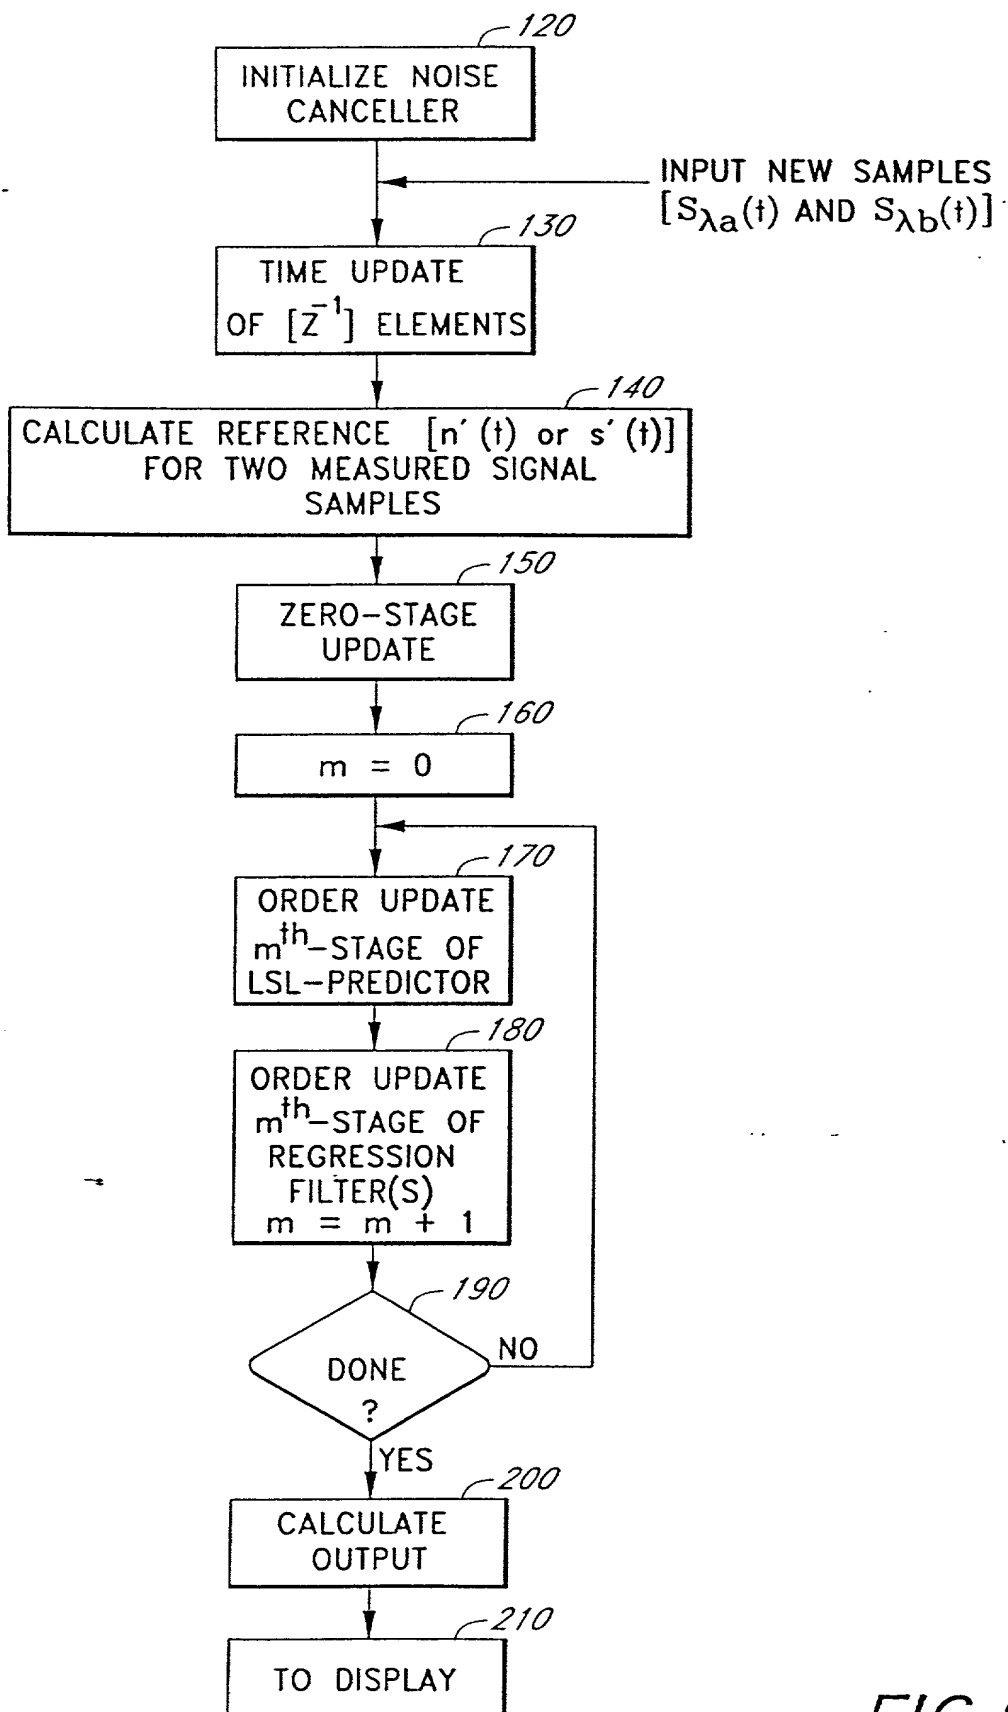 120
INITIALIZE NOISE
CANCELLER
INPUT NEW SAMPLES
[Sλa(t) AND Sλb(t)]
130
TIME UPDATE
OF [Z⁻¹] ELEMENTS
140
CALCULATE REFERENCE [n′(t) or s′(t)]
FOR TWO MEASURED SIGNAL
SAMPLES
150
ZERO-STAGE
UPDATE
160
m = 0
170
ORDER UPDATE
mth-STAGE OF
LSL-PREDICTOR
180
ORDER UPDATE
mth-STAGE OF
REGRESSION
FILTER(S)
m = m + 1
190
DONE
?
NO
YES
200
CALCULATE
OUTPUT
210
TO DISPLAY